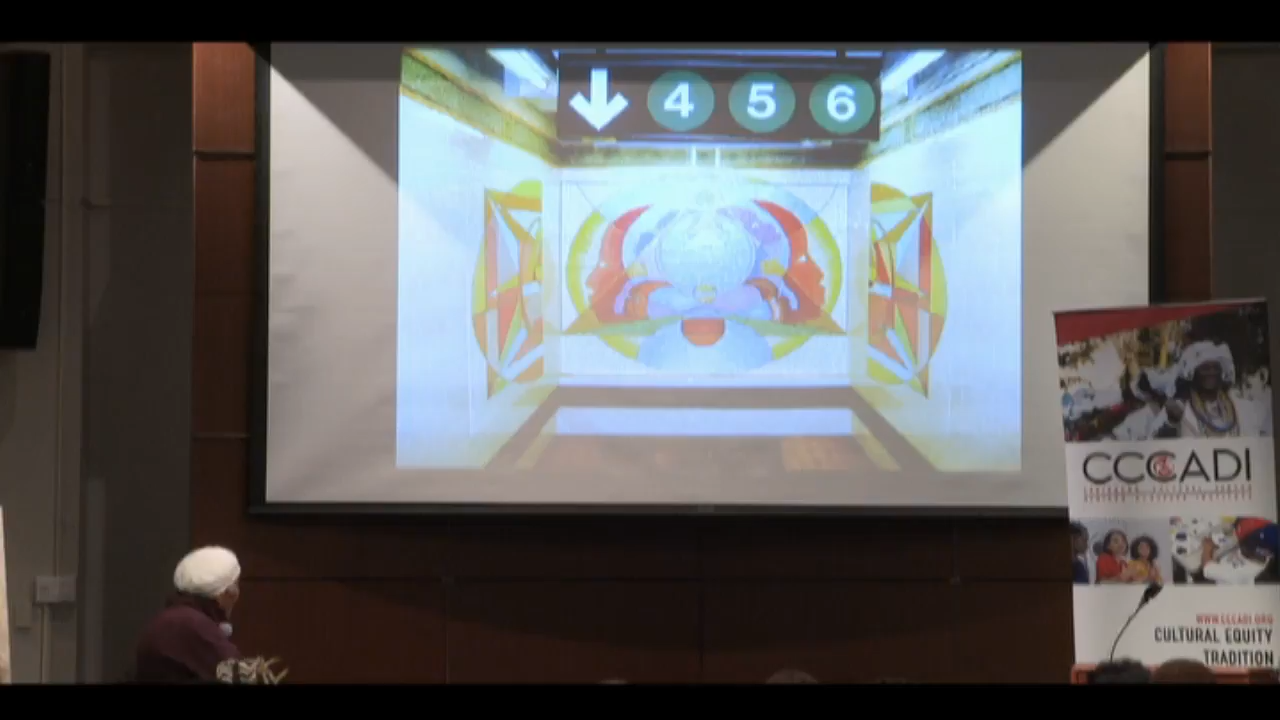 ↓ 4 5 6
CCCADI
WWW.CCCADI.ORG
CULTURAL EQUITY
TRADITION